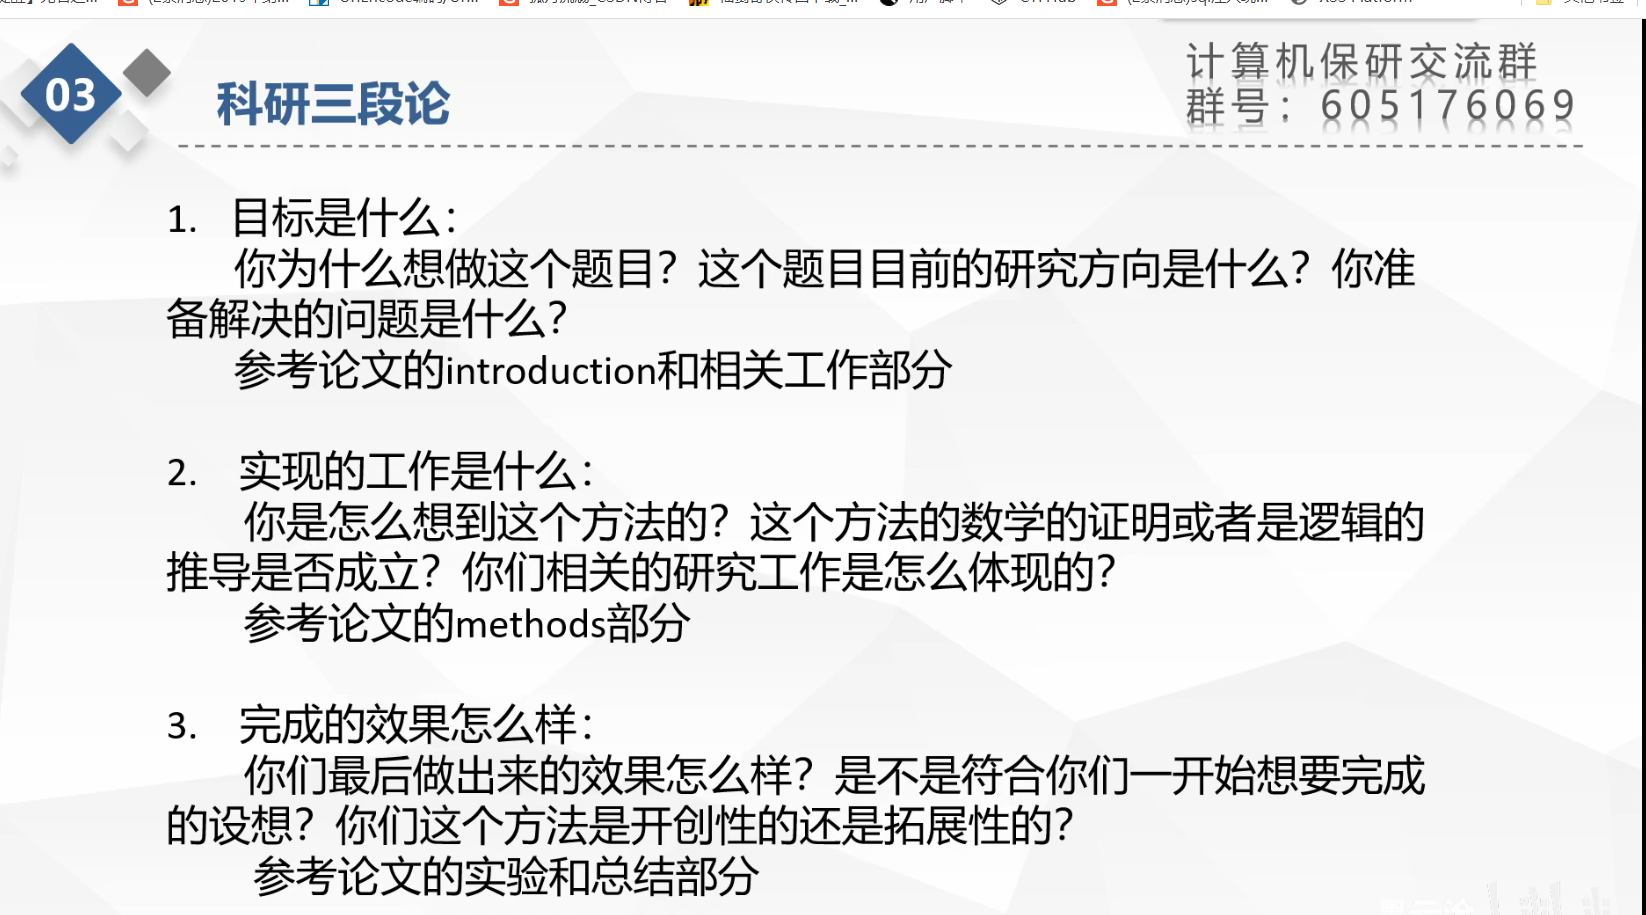 03
科研三段论
计算机保研交流群
群号：605176069
1. 目标是什么：
你为什么想做这个题目？这个题目目前的研究方向是什么？你准
备解决的问题是什么？
参考论文的introduction和相关工作部分
2. 实现的工作是什么：
你是怎么想到这个方法的？这个方法的数学的证明或者是逻辑的
推导是否成立？你们相关的研究工作是怎么体现的？
参考论文的methods部分
3. 完成的效果怎么样：
你们最后做出来的效果怎么样？是不是符合你们一开始想要完成
的设想？你们这个方法是开创性的还是拓展性的？
参考论文的实验和总结部分